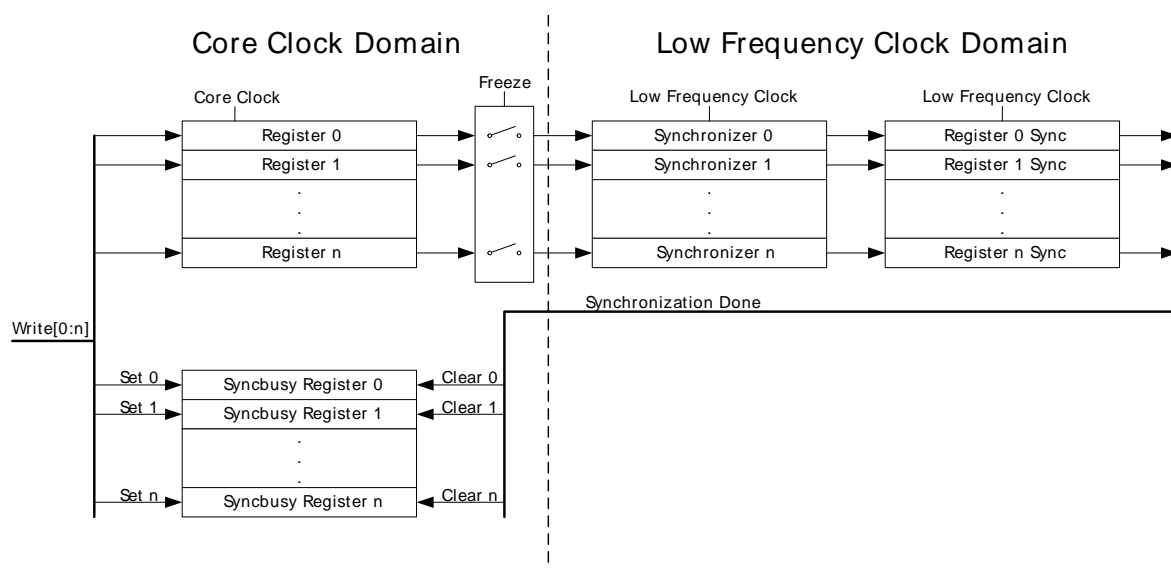 Core Clock Domain
Low Frequency Clock Domain
Freeze
Core Clock
Low Frequency Clock
Low Frequency Clock
Register 0
Synchronizer 0
Register 0 Sync
Register 1
Synchronizer 1
Register 1 Sync
.
.
.
.
.
.
.
.
.
Register n
Synchronizer n
Register n Sync
Synchronization Done
Write[0:n]
Set 0
Syncbusy Register 0
Clear 0
Set 1
Syncbusy Register 1
Clear 1
.
.
.
Set n
Syncbusy Register n
Clear n